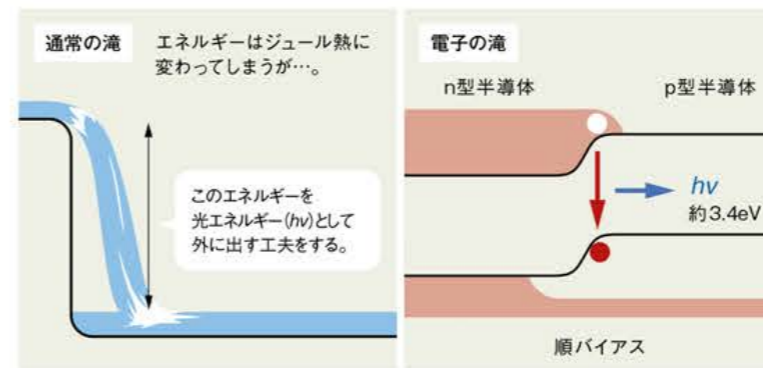 通常の滝
エネルギーはジュール熱に
変わってしまうが…。
このエネルギーを
光エネルギー(hν)として
外に出す工夫をする。
電子の滝
n型半導体
p型半導体
hν
約3.4eV
順バイアス